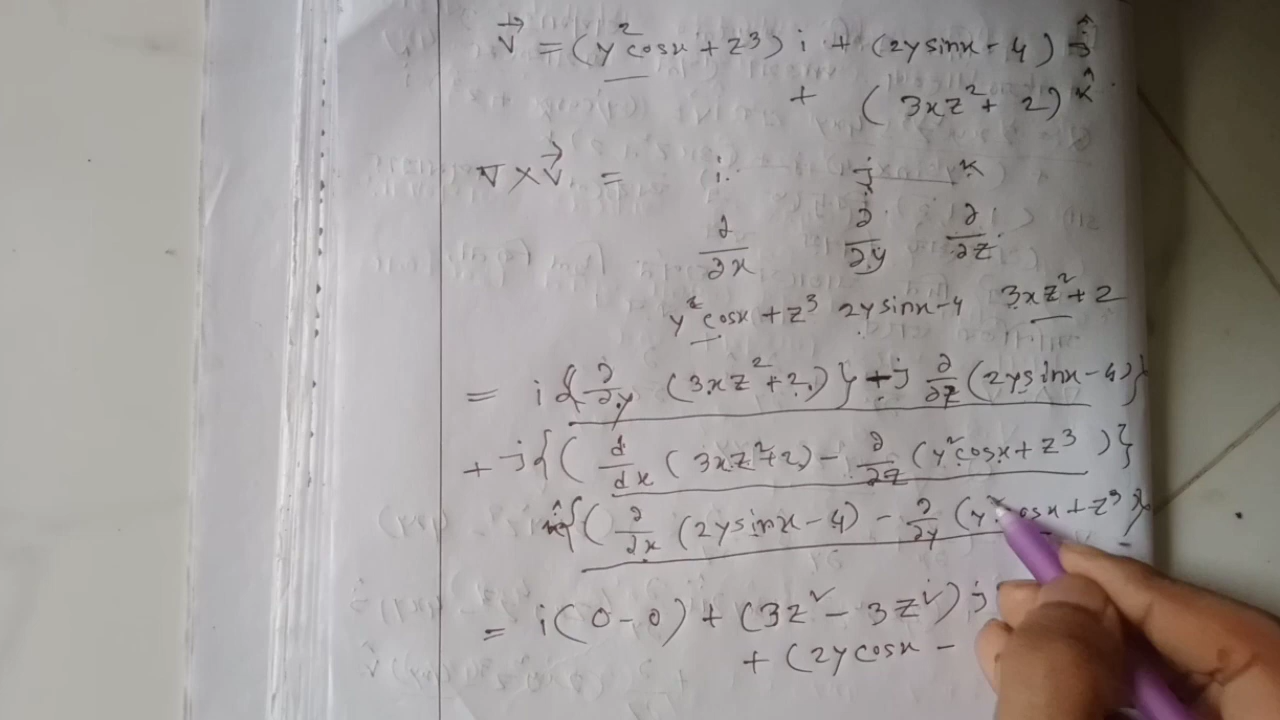 V⃗ = (y² cosx + z³) i + (2y sinx - 4) ĵ
+ (3xz² + 2) k̂
∇ × V⃗ = i j k
∂/∂x ∂/∂y ∂/∂z
y² cosx + z³ 2y sinx - 4 3xz² + 2
= i { ∂/∂y (3xz² + 2) } - j ∂/∂z (2y sinx - 4) }
+ j { ( d/dx (3xz² + 2) - ∂/∂z (y² cosx + z³ ) }
k̂ { ( ∂/∂x (2y sinx - 4) - ∂/∂y (y² cosx + z³ }
= i (0 - 0) + (3z² - 3z²) j
+ (2y cosx -